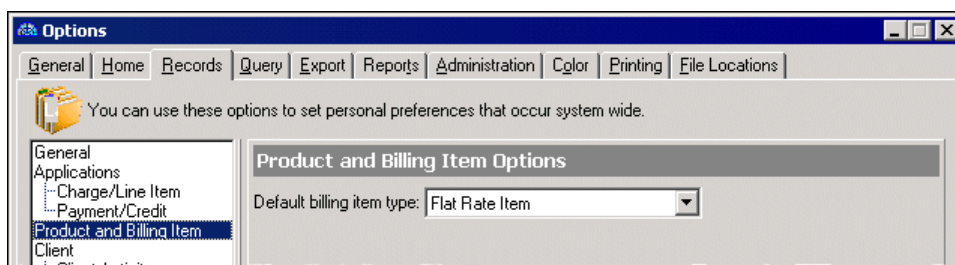 Options
General Home Records Query Export Reports Administration Color Printing File Locations
You can use these options to set personal preferences that occur system wide.
General
Applications
Charge/Line Item
Payment/Credit
Product and Billing Item
Client
Product and Billing Item Options
Default billing item type: Flat Rate Item